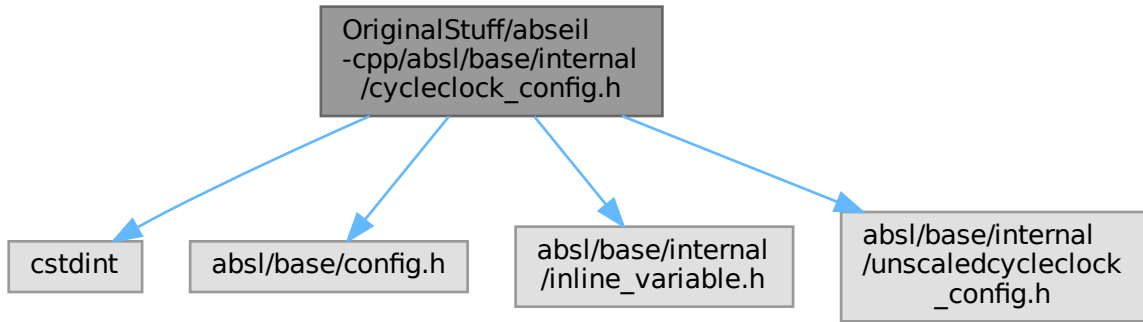 OriginalStuff/abseil
-cpp/absl/base/internal
/cycleclock_config.h
cstdint
absl/base/config.h
absl/base/internal
/inline_variable.h
absl/base/internal
/unscaledcycleclock
_config.h